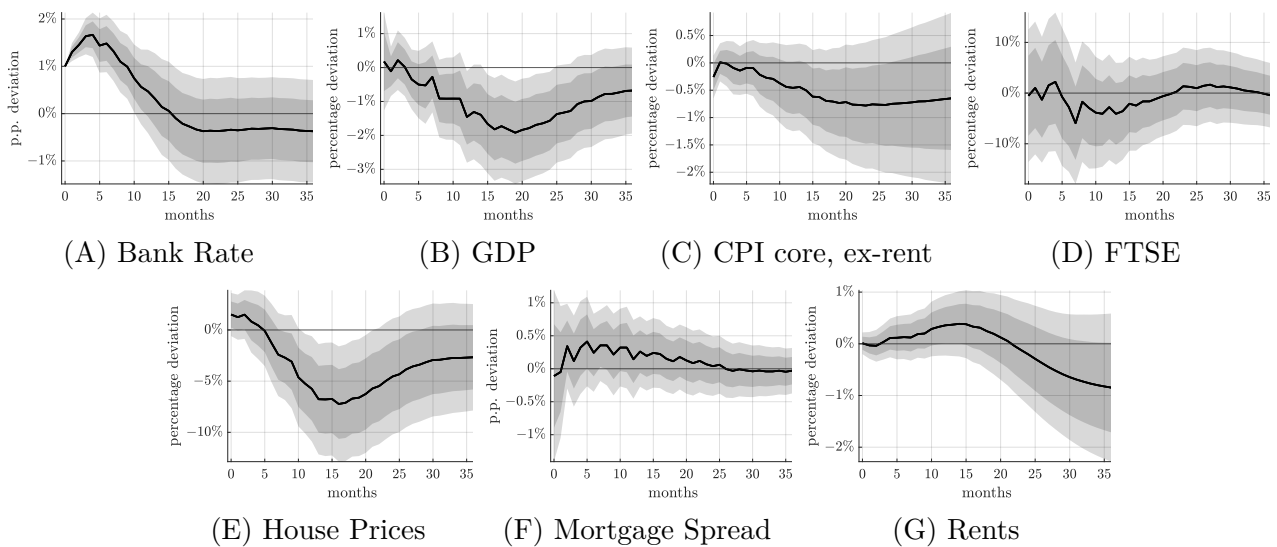 2%
1%
0%
−1%
p.p. deviation
0 5 10 15 20 25 30 35
months
(A) Bank Rate
1%
0%
−1%
−2%
−3%
percentage deviation
0 5 10 15 20 25 30 35
months
(B) GDP
0.5%
0%
−0.5%
−1%
−1.5%
−2%
percentage deviation
0 5 10 15 20 25 30 35
months
(C) CPI core, ex-rent
10%
0%
−10%
percentage deviation
0 5 10 15 20 25 30 35
months
(D) FTSE
0%
−5%
−10%
percentage deviation
0 5 10 15 20 25 30 35
months
(E) House Prices
1%
0.5%
0%
−0.5%
−1%
p.p. deviation
0 5 10 15 20 25 30 35
months
(F) Mortgage Spread
1%
0%
−1%
−2%
percentage deviation
0 5 10 15 20 25 30 35
months
(G) Rents